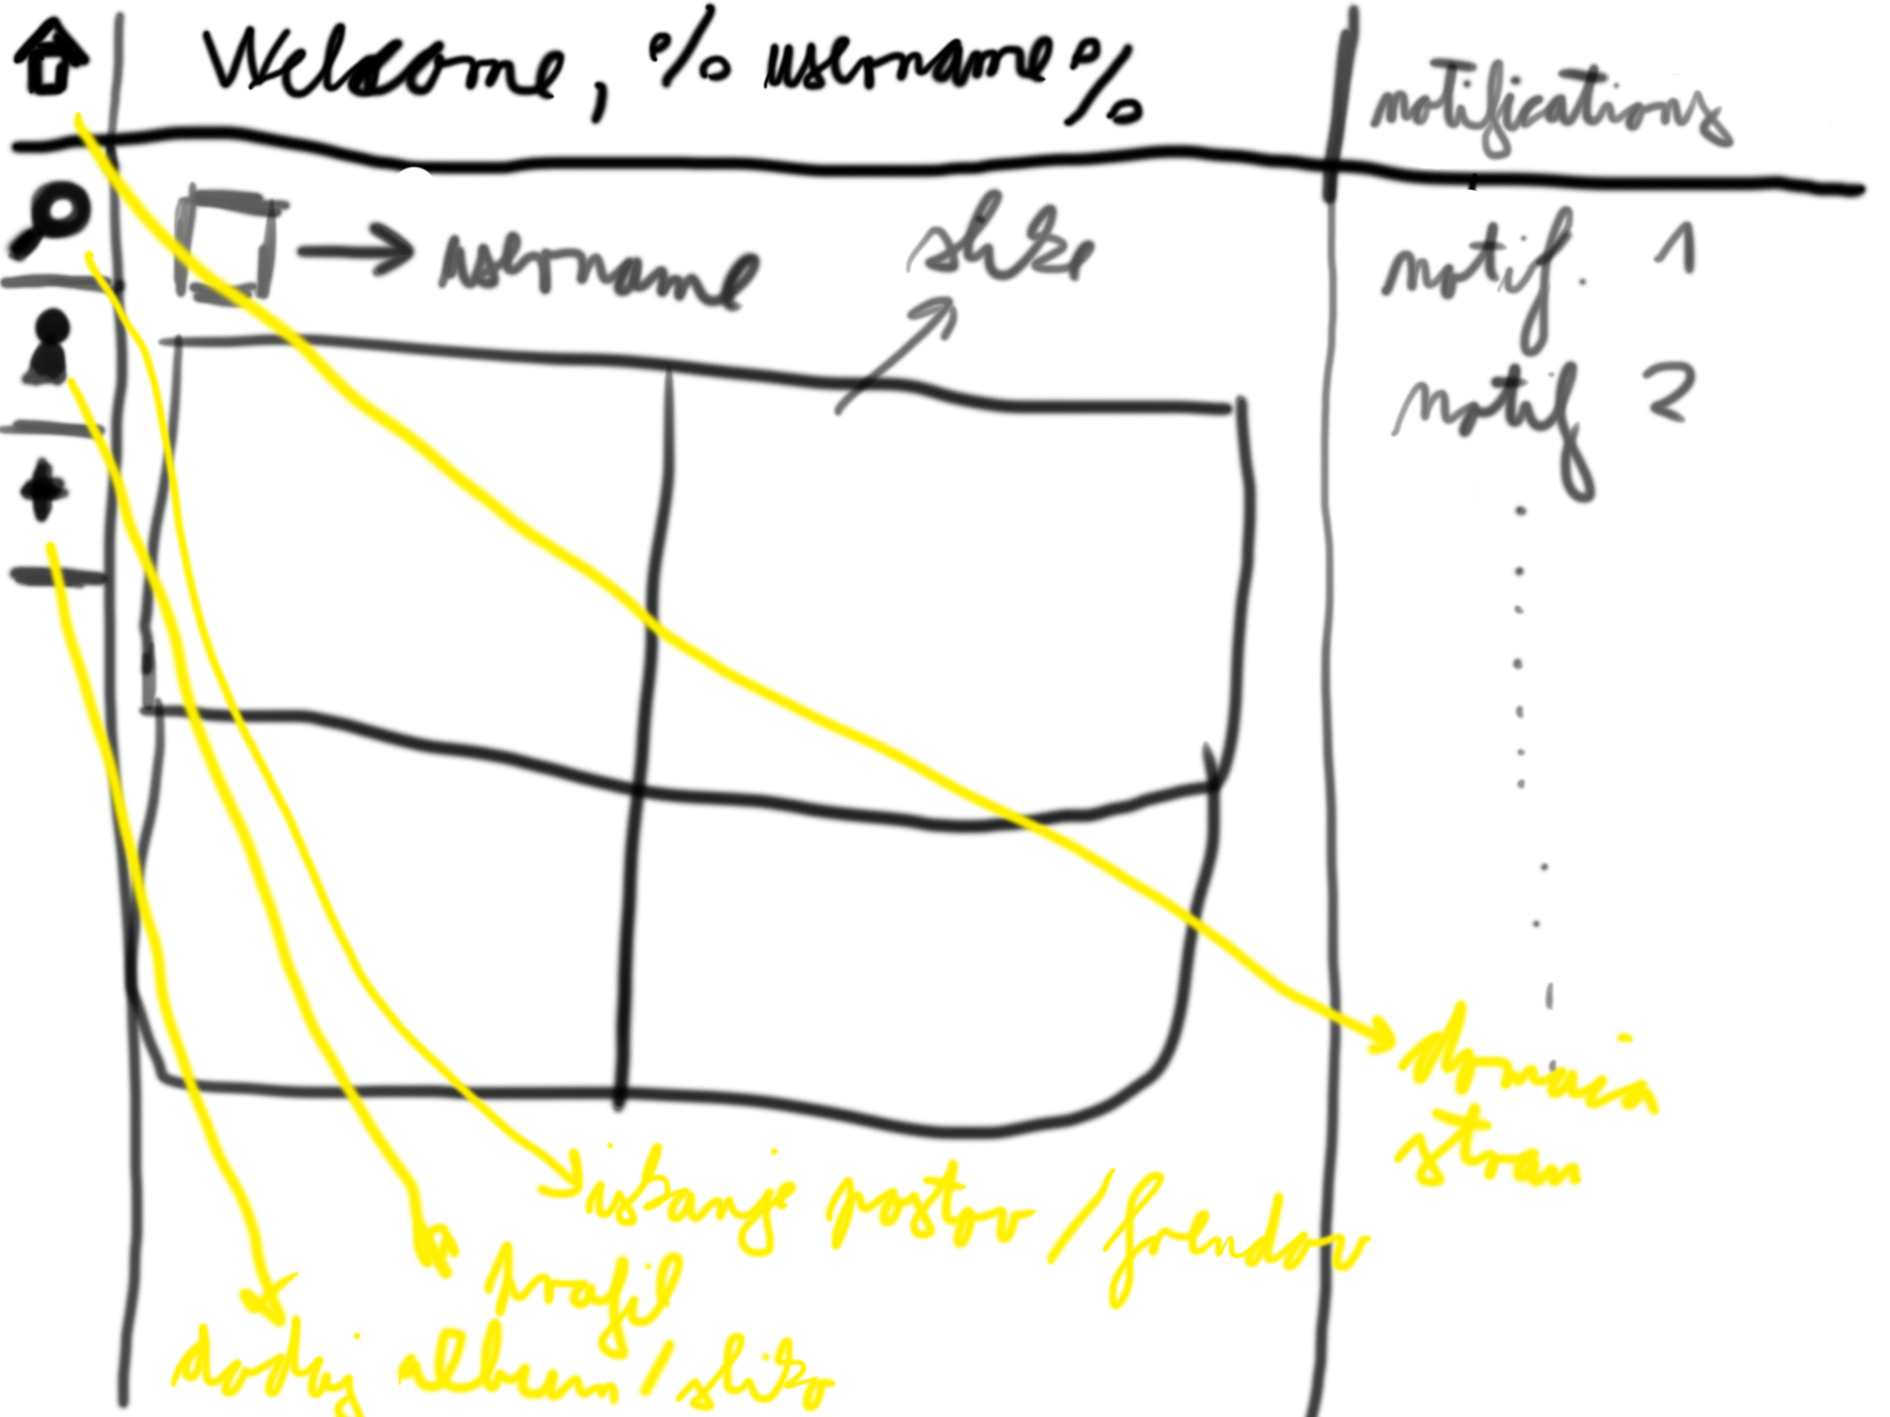 Welcome, % username %
notifications
username
slike
notif. 1
notif 2
domača
stran
iskanje postov / frendov
profil
dodaj album / sliko